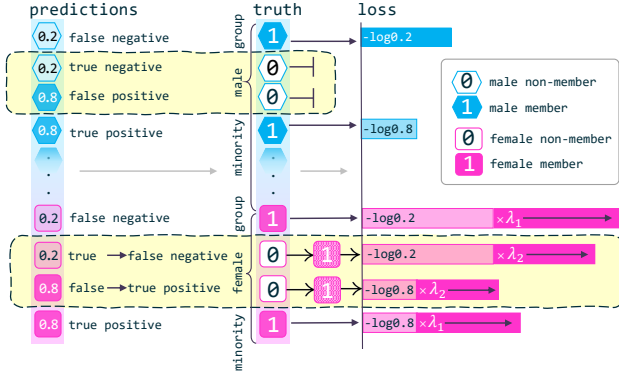 predictions truth loss
0.2 false negative 1 -log0.2
group
0.2 true negative 0
male
0.8 false positive 0
0.8 true positive 1 -log0.8
minority
0 male non-member
1 male member
0 female non-member
1 female member
0.2 false negative 1 -log0.2 ×λ1
group
0.2 true false negative 0 1 -log0.2 ×λ2
female
0.8 false true positive 0 1 -log0.8 ×λ2
0.8 true positive 1 -log0.8 ×λ1
minority